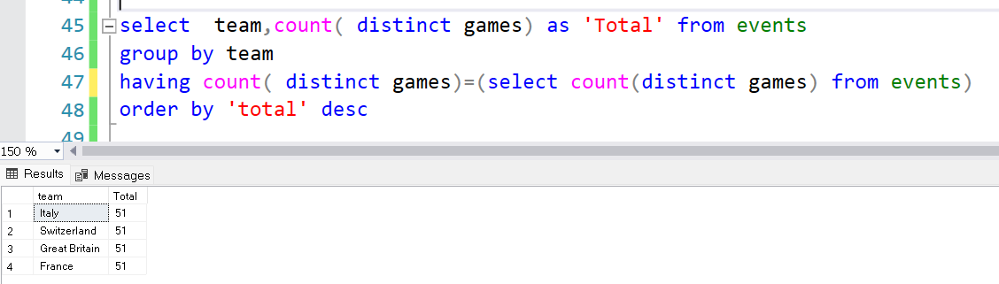 44
45 select  team,count( distinct games) as 'Total' from events
46 group by team
47 having count( distinct games)=(select count(distinct games) from events)
48 order by 'total' desc
49
150 %
Results Messages
team Total
1 Italy 51
2 Switzerland 51
3 Great Britain 51
4 France 51